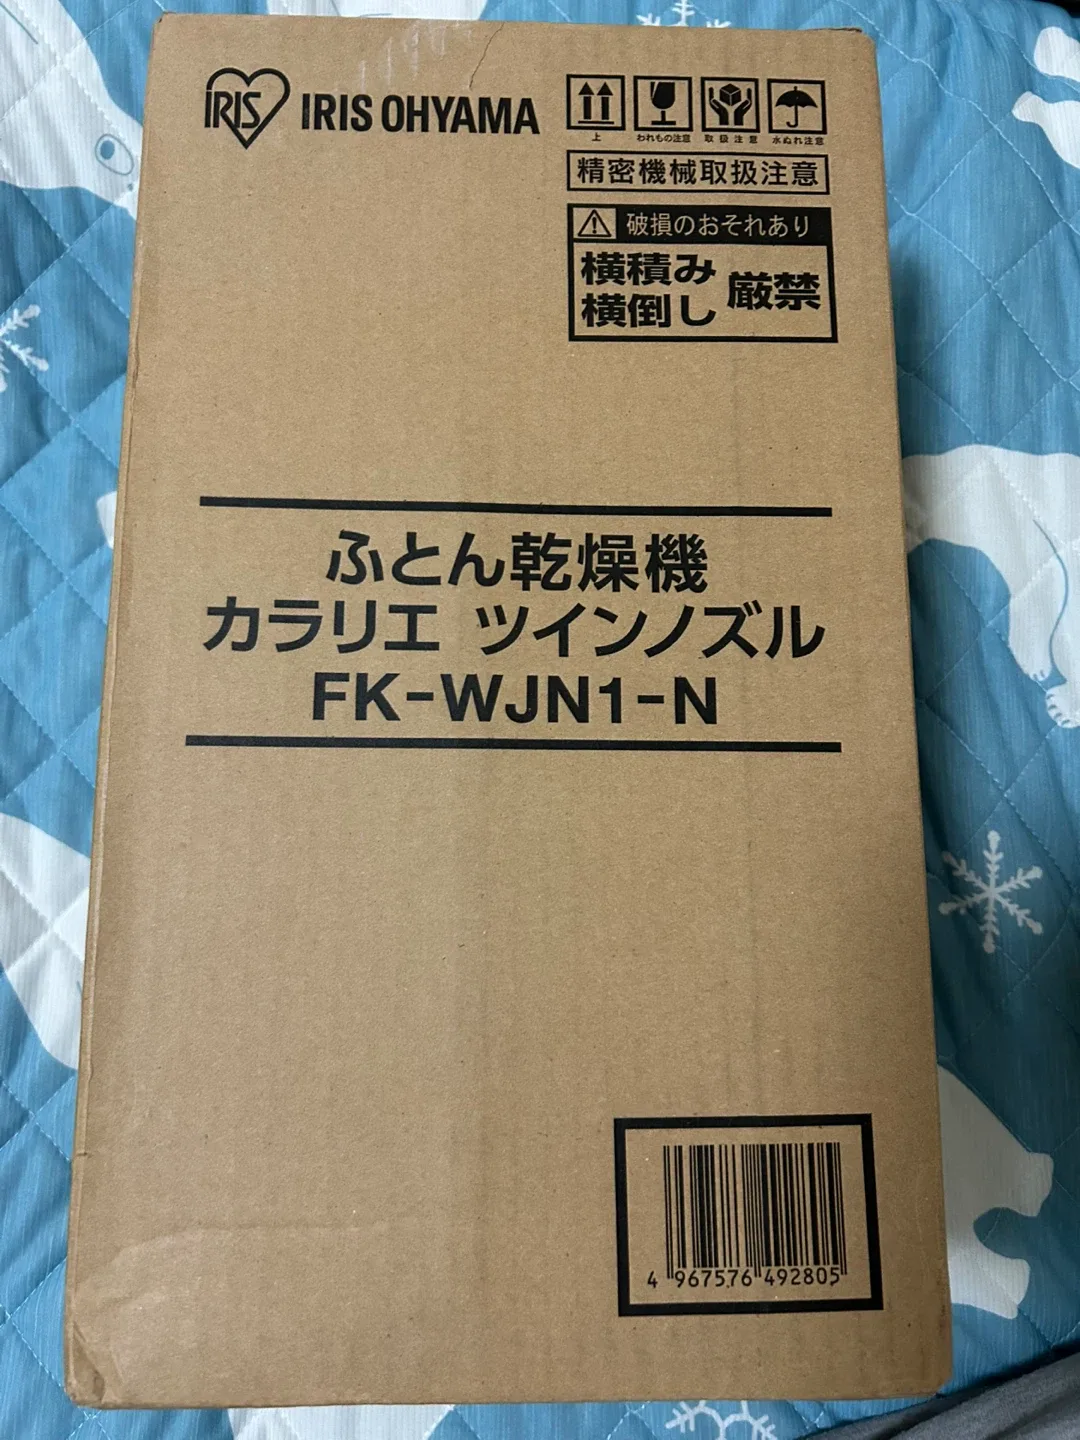 IRIS
IRIS OHYAMA
上 われもの注意 取扱注意 水ぬれ注意
精密機械取扱注意
破損のおそれあり
横積み
横倒し
厳禁
ふとん乾燥機
カラリエ ツインノズル
FK-WJN1-N
4 967576 492805